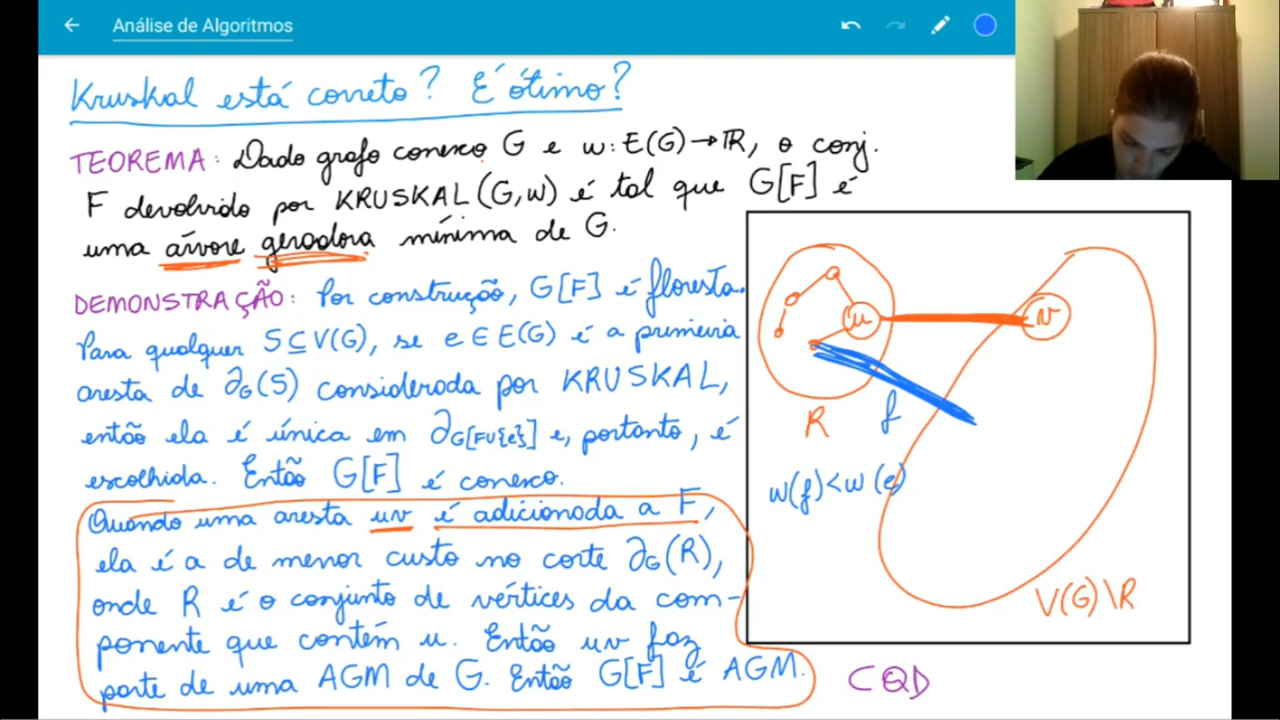 Análise de Algoritmos
Kruskal está correto? É ótimo?
TEOREMA: Dado grafo conexo G e w: E(G)→ℝ, o conj.
F devolvido por KRUSKAL(G,w) é tal que G[F] é
uma árvore geradora mínima de G.
DEMONSTRAÇÃO: Por construção, G[F] é floresta.
Para qualquer S⊆V(G), se e∈E(G) é a primeira
aresta de ∂G(S) considerada por KRUSKAL,
então ela é única em ∂G[F∪{e}] e, portanto, é
escolhida. Então G[F] é conexo.
Quando uma aresta uv é adicionada a F,
ela é a de menor custo no corte ∂G(R),
onde R é o conjunto de vértices da com-
ponente que contém u. Então uv faz
parte de uma AGM de G. Então G[F] é AGM.
CQD
u
v
R
f
w(f)<w(e)
V(G)\R